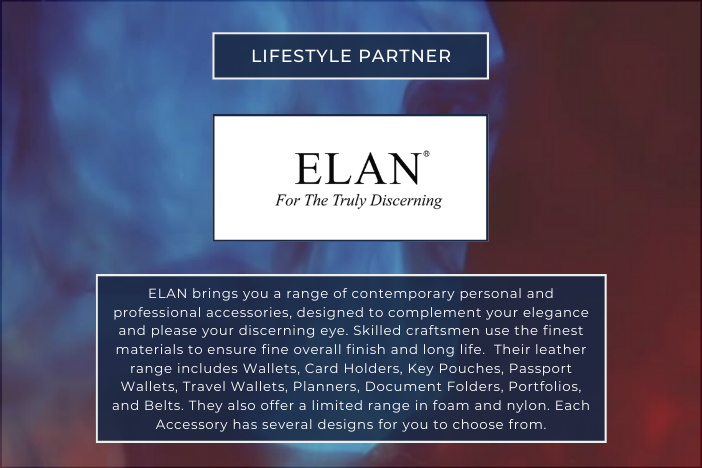 LIFESTYLE PARTNER
ELAN®
For The Truly Discerning
ELAN brings you a range of contemporary personal and
professional accessories, designed to complement your elegance
and please your discerning eye. Skilled craftsmen use the finest
materials to ensure fine overall finish and long life.  Their leather
range includes Wallets, Card Holders, Key Pouches, Passport
Wallets, Travel Wallets, Planners, Document Folders, Portfolios,
and Belts. They also offer a limited range in foam and nylon. Each
Accessory has several designs for you to choose from.